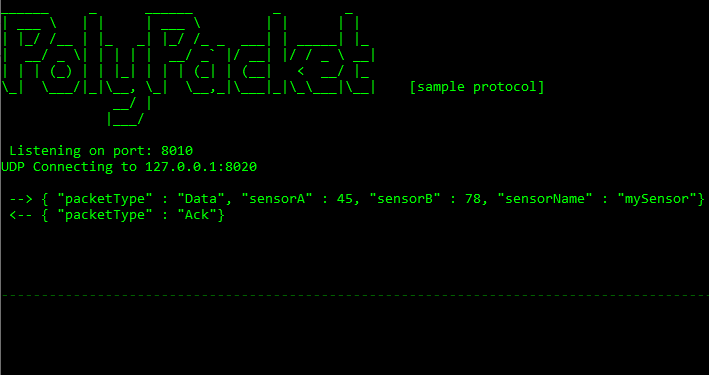 PolyPacket
[sample protocol]
Listening on port: 8010
UDP Connecting to 127.0.0.1:8020
--> { "packetType" : "Data", "sensorA" : 45, "sensorB" : 78, "sensorName" : "mySensor"}
<-- { "packetType" : "Ack"}